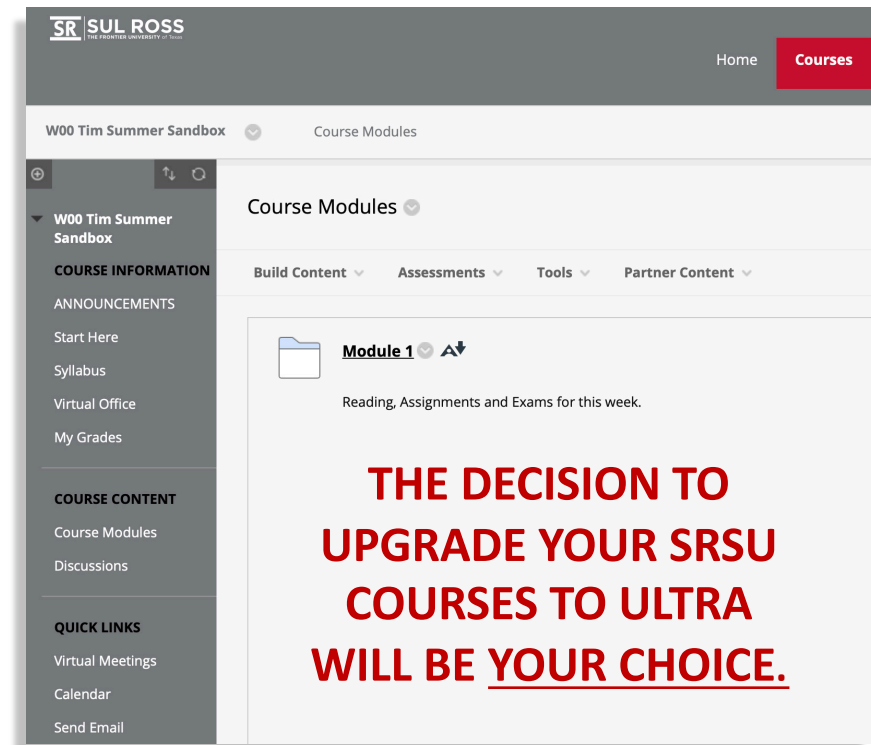 SR SUL ROSS
THE FRONTIER UNIVERSITY of Texas
Home
Courses
W00 Tim Summer Sandbox
Course Modules
W00 Tim Summer
Sandbox
COURSE INFORMATION
ANNOUNCEMENTS
Start Here
Syllabus
Virtual Office
My Grades
COURSE CONTENT
Course Modules
Discussions
QUICK LINKS
Virtual Meetings
Calendar
Send Email
Course Modules
Build Content
Assessments
Tools
Partner Content
Module 1 A
Reading, Assignments and Exams for this week.
THE DECISION TO
UPGRADE YOUR SRSU
COURSES TO ULTRA
WILL BE YOUR CHOICE.